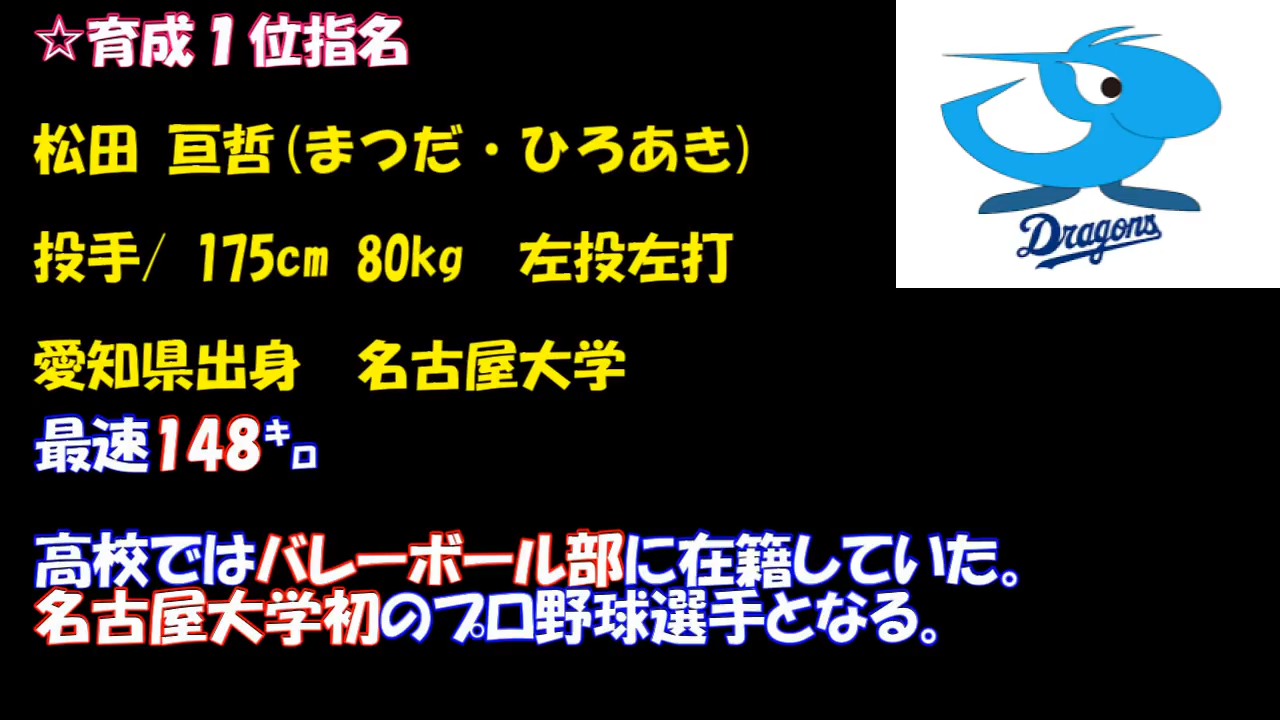 ☆育成1位指名
松田 亘哲(まつだ・ひろあき)
投手/ 175cm 80kg　左投左打
愛知県出身　名古屋大学
最速148㌔
高校ではバレーボール部に在籍していた。
名古屋大学初のプロ野球選手となる。
Dragons